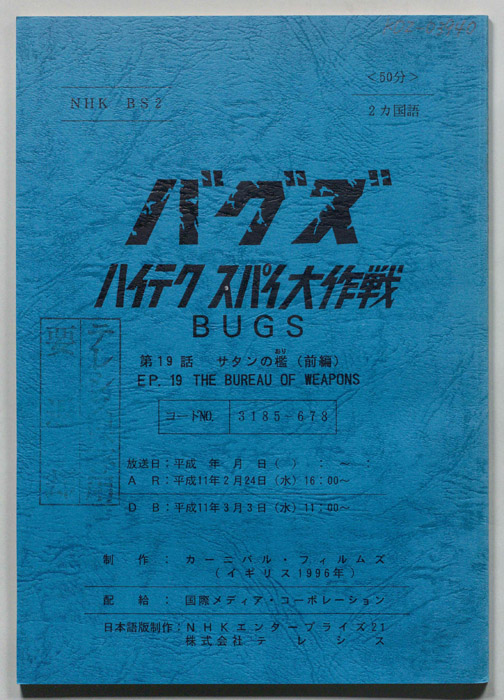 <50分>
NHK BS2
2カ国語
バグズ
ハイテク スパイ大作戦
BUGS
おり
第19話 サタンの檻(前編)
EP. 19 THE BUREAU OF WEAPONS
コードNO. 3185-673
放送日:平成 年 月 日( ) : ~ :
A R:平成11年2月24日(水)16:00~
D B:平成11年3月3日(水)11:00~
制作:カーニバル・フィルムズ
(イギリス1996年)
配給:国際メディア・コーポレーション
日本語版制作:NHKエンタープライズ21
株式会社テレシス